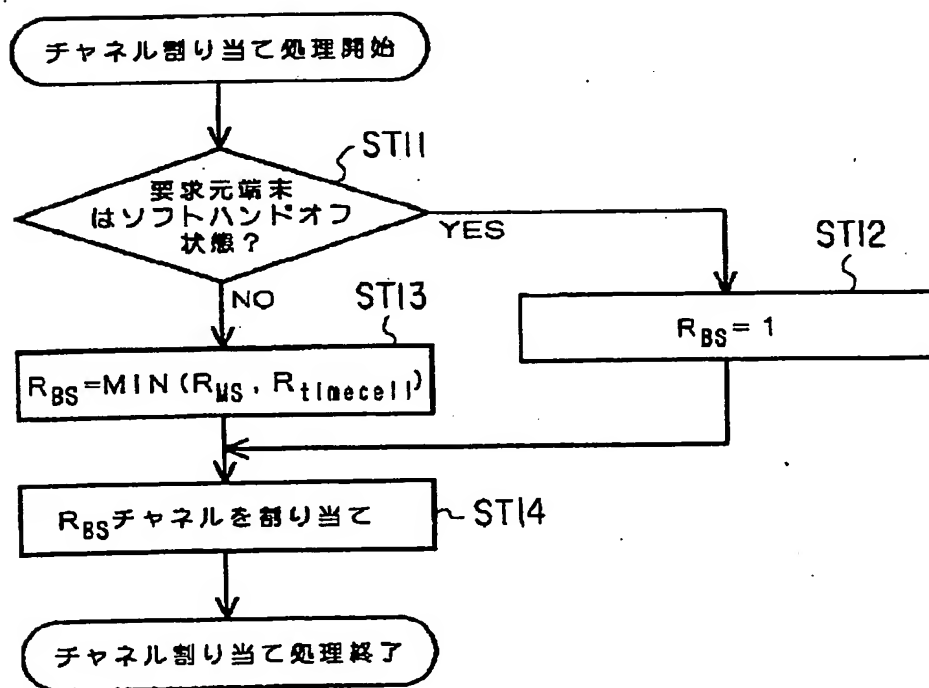 チャネル割り当て処理開始
ST11
要求元端末
はソフトハンドオフ
状態？
YES
ST12
R_BS = 1
NO
ST13
R_BS=MIN (R_MS , R_timecell)
R_BSチャネルを割り当て
ST14
チャネル割り当て処理終了